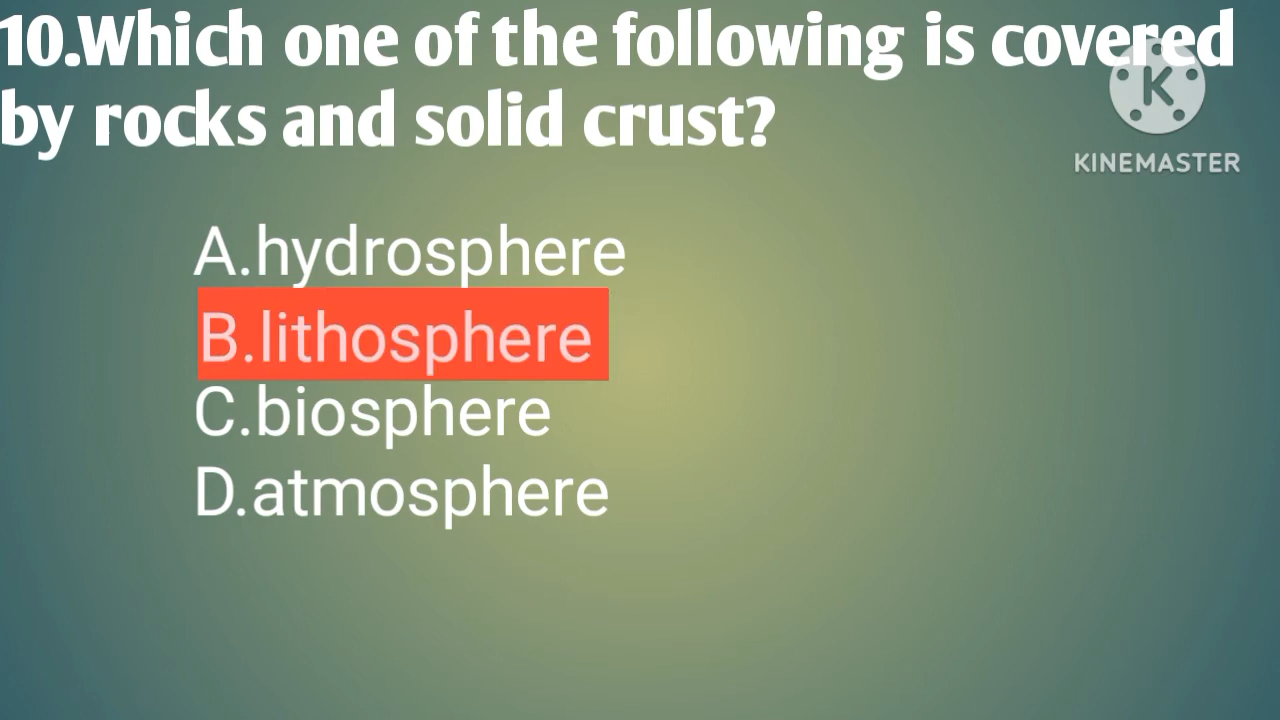 10.Which one of the following is covered
by rocks and solid crust?
K
KINEMASTER
A.hydrosphere
B.lithosphere
C.biosphere
D.atmosphere